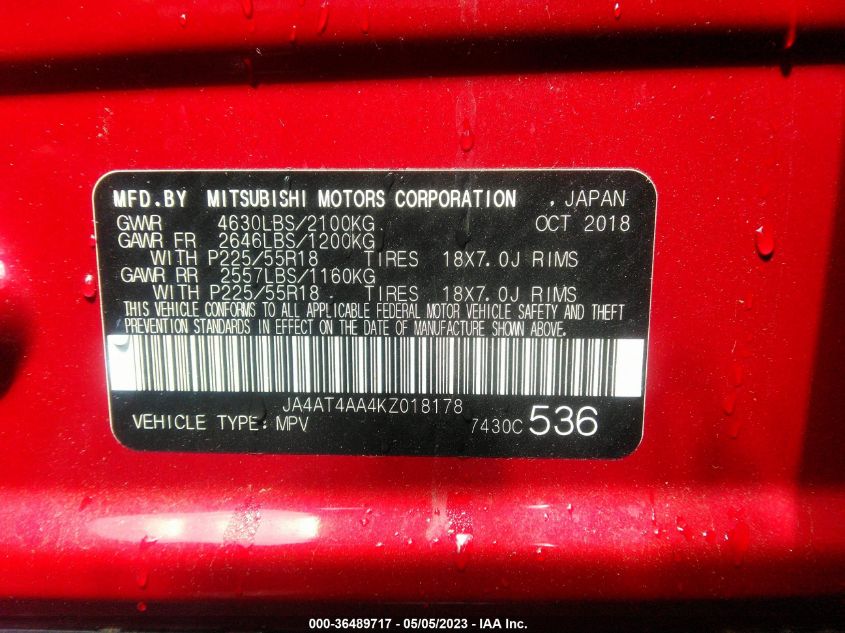 MFD.BY MITSUBISHI MOTORS CORPORATION . JAPAN
GVWR 4630LBS/2100KG OCT 2018
GAWR FR 2646LBS/1200KG
WITH P225/55R18 TIRES 18X7.0J RIMS
GAWR RR 2557LBS/1160KG
WITH P225/55R18 . TIRES 18X7.0J RIMS
THIS VEHICLE CONFORMS TO ALL APPLICABLE FEDERAL MOTOR VEHICLE SAFETY AND THEFT
PREVENTION STANDARDS IN EFFECT ON THE DATE OF MANUFACTURE SHOWN ABOVE.
JA4AT4AA4KZ018178
VEHICLE TYPE: MPV 7430C 536
000-36489717 - 05/05/2023 - IAA Inc.